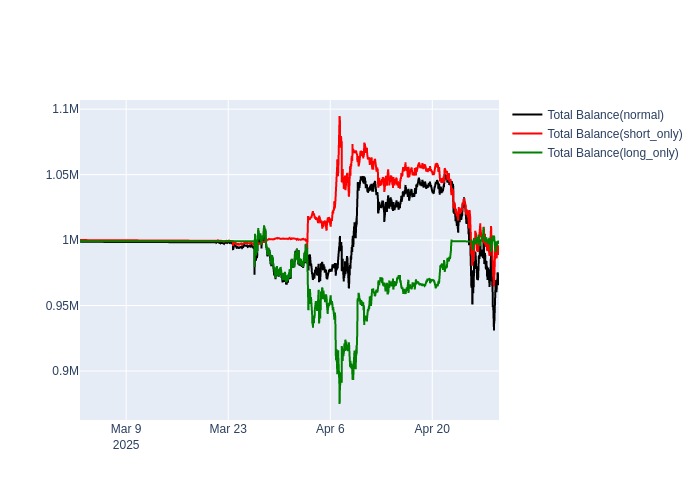 1.1M
1.05M
1M
0.95M
0.9M
Mar 9
2025
Mar 23
Apr 6
Apr 20
Total Balance(normal)
Total Balance(short_only)
Total Balance(long_only)